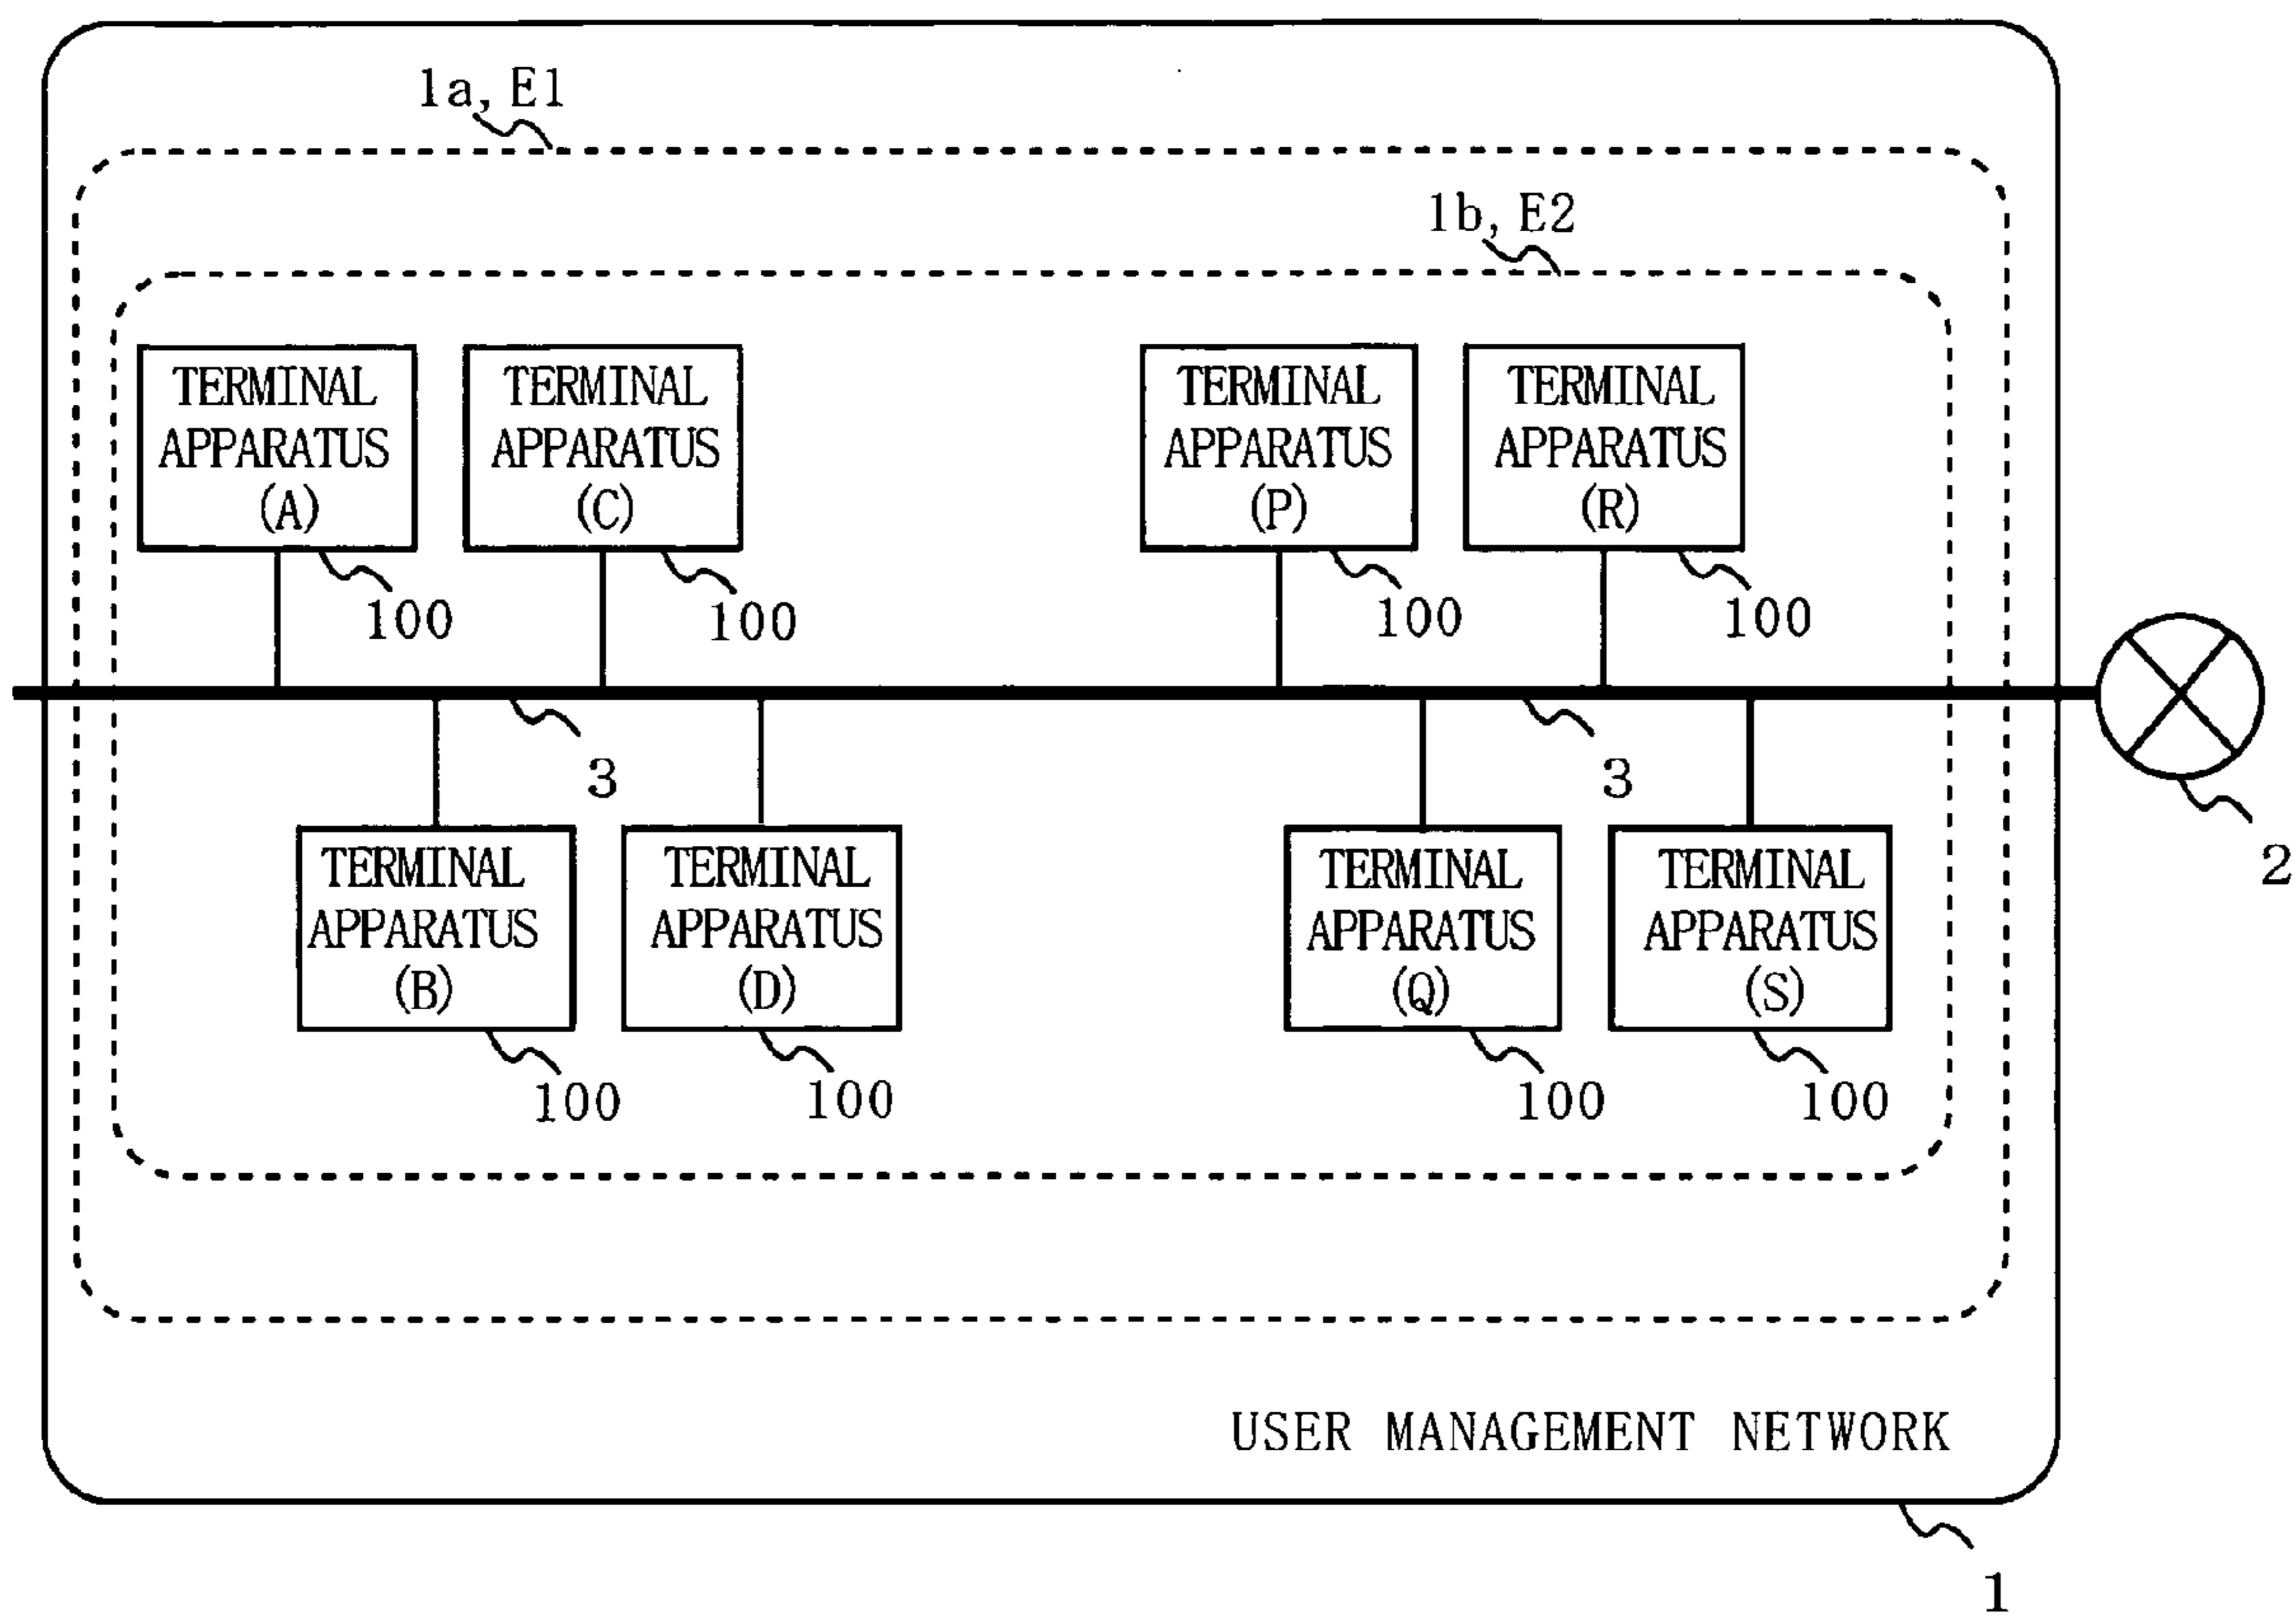 1a, E1
1b, E2
TERMINAL
APPARATUS
(A)
TERMINAL
APPARATUS
(C)
TERMINAL
APPARATUS
(P)
TERMINAL
APPARATUS
(R)
100
100
100
100
3
3
2
TERMINAL
APPARATUS
(B)
TERMINAL
APPARATUS
(D)
TERMINAL
APPARATUS
(Q)
TERMINAL
APPARATUS
(S)
100
100
100
100
USER MANAGEMENT NETWORK
1